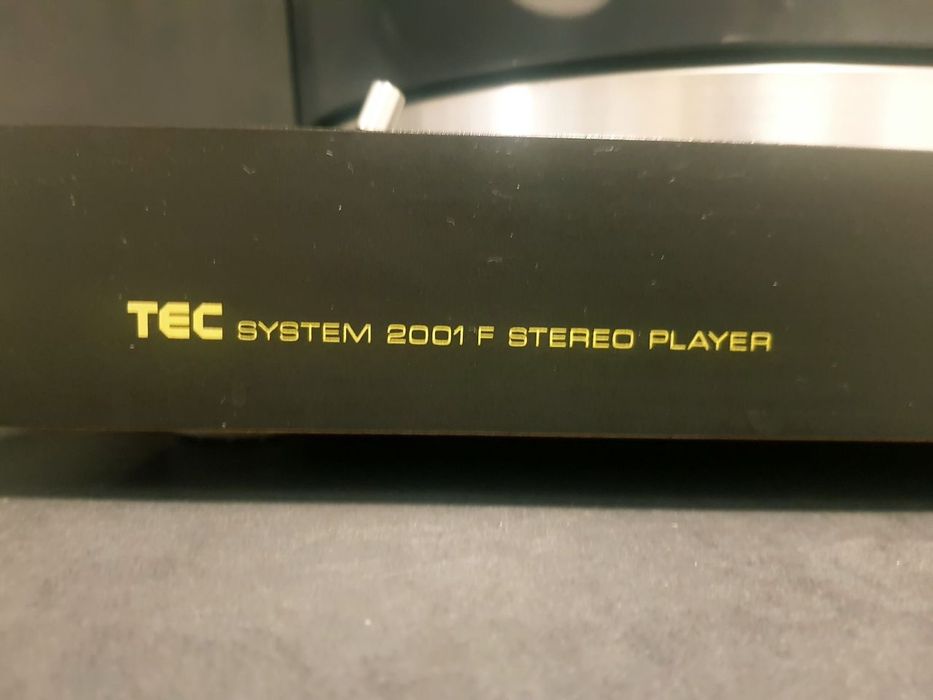 TEC SYSTEM 2001 F STEREO PLAYER